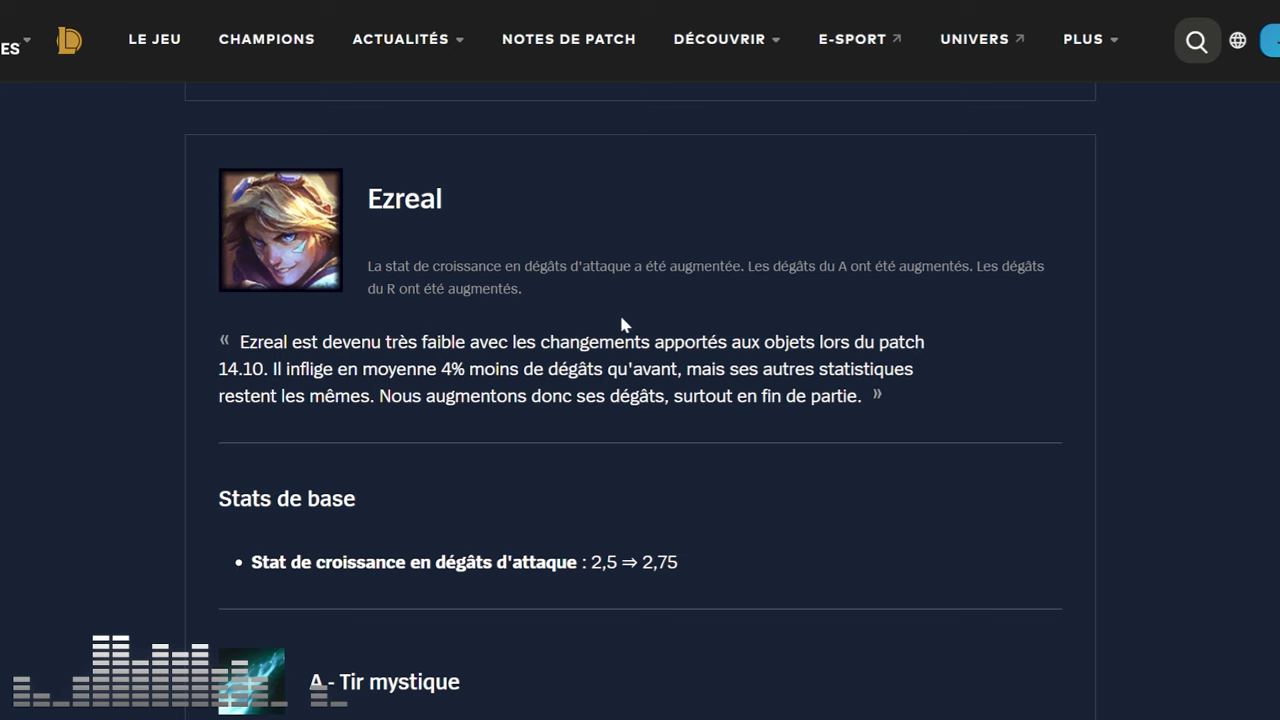 ES
LE JEU CHAMPIONS ACTUALITÉS NOTES DE PATCH DÉCOUVRIR E-SPORT UNIVERS PLUS
Ezreal
La stat de croissance en dégâts d'attaque a été augmentée. Les dégâts du A ont été augmentés. Les dégâts
du R ont été augmentés.
« Ezreal est devenu très faible avec les changements apportés aux objets lors du patch
14.10. Il inflige en moyenne 4% moins de dégâts qu'avant, mais ses autres statistiques
restent les mêmes. Nous augmentons donc ses dégâts, surtout en fin de partie. »
Stats de base
• Stat de croissance en dégâts d'attaque : 2,5 ⇒ 2,75
A - Tir mystique